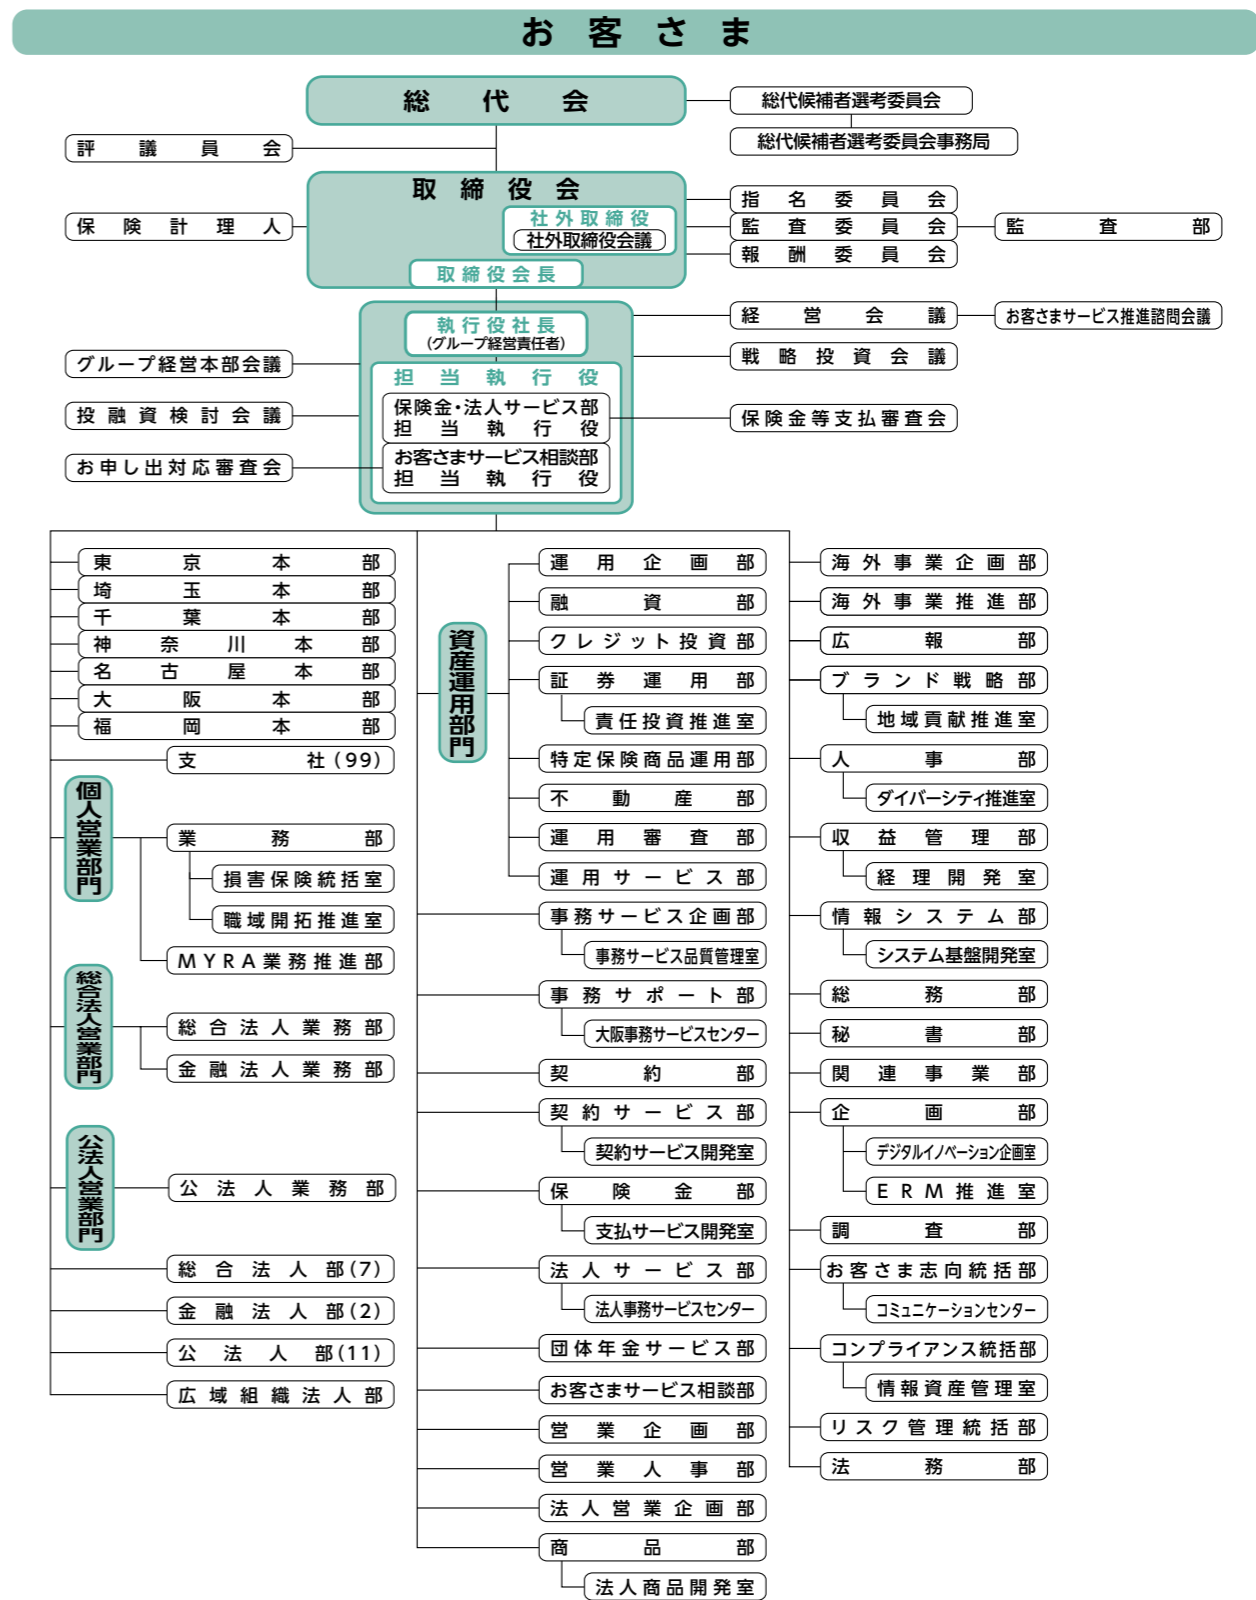 お客さま
総代会
総代候補者選考委員会
総代候補者選考委員会事務局
評議員会
取締役会
社外取締役
社外取締役会議
取締役会長
保険計理人
指名委員会
監査委員会
監査部
報酬委員会
執行役社長
(グループ経営責任者)
経営会議
お客さまサービス推進諮問会議
戦略投資会議
グループ経営本部会議
担当執行役
保険金・法人サービス部
担当執行役
お客さまサービス相談部
担当執行役
投融資検討会議
保険金等支払審査会
お申し出対応審査会
東京本部
埼玉本部
千葉本部
神奈川本部
名古屋本部
大阪本部
福岡本部
支社(99)
個人営業部門
業務部
損害保険統括室
職域開拓推進室
MYRA業務推進部
総合法人営業部門
総合法人業務部
金融法人業務部
公法人営業部門
公法人業務部
総合法人部(7)
金融法人部(2)
公法人部(11)
広域組織法人部
資産運用部門
運用企画部
融資部
クレジット投資部
証券運用部
責任投資推進室
特定保険商品運用部
不動産部
運用審査部
運用サービス部
事務サービス企画部
事務サービス品質管理室
事務サポート部
大阪事務サービスセンター
契約部
契約サービス部
契約サービス開発室
保険金部
支払サービス開発室
法人サービス部
法人事務サービスセンター
団体年金サービス部
お客さまサービス相談部
営業企画部
営業人事部
法人営業企画部
商品部
法人商品開発室
海外事業企画部
海外事業推進部
広報部
ブランド戦略部
地域貢献推進室
人事部
ダイバーシティ推進室
収益管理部
経理開発室
情報システム部
システム基盤開発室
総務部
秘書部
関連事業部
企画部
デジタルイノベーション企画室
ERM推進室
調査部
お客さま志向統括部
コミュニケーションセンター
コンプライアンス統括部
情報資産管理室
リスク管理統括部
法務部